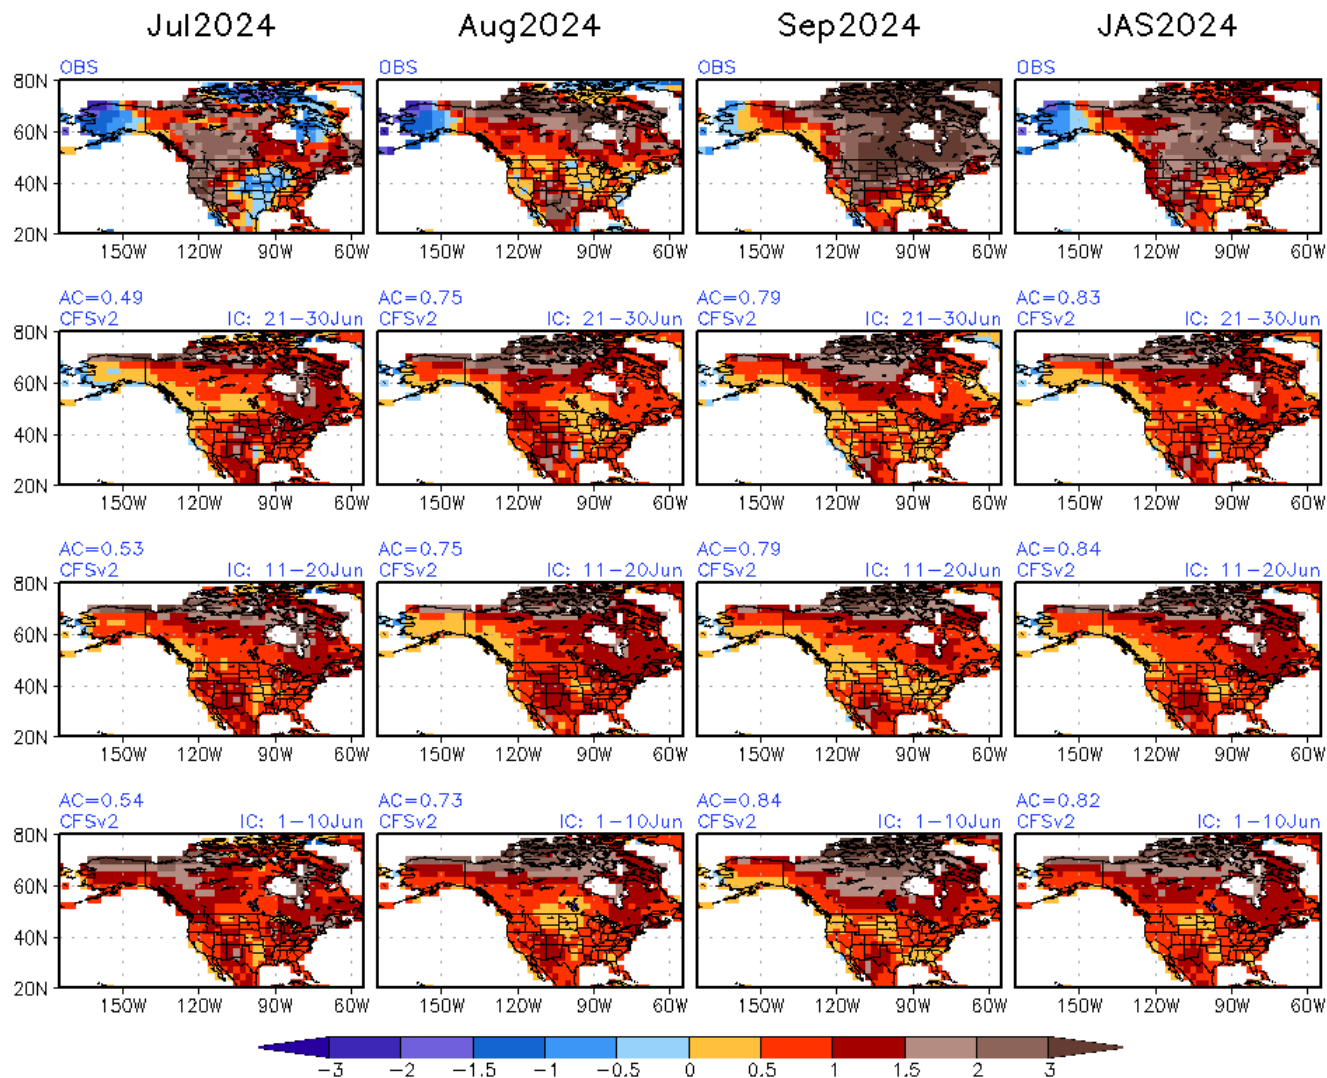 Jul2024 Aug2024 Sep2024 JAS2024
OBS OBS OBS OBS
80N
60N
40N
20N
150W 120W 90W 60W 150W 120W 90W 60W 150W 120W 90W 60W 150W 120W 90W 60W
AC=0.49 AC=0.75 AC=0.79 AC=0.83
CFSv2 IC: 21-30Jun CFSv2 IC: 21-30Jun CFSv2 IC: 21-30Jun CFSv2 IC: 21-30Jun
80N
60N
40N
20N
150W 120W 90W 60W 150W 120W 90W 60W 150W 120W 90W 60W 150W 120W 90W 60W
AC=0.53 AC=0.75 AC=0.79 AC=0.84
CFSv2 IC: 11-20Jun CFSv2 IC: 11-20Jun CFSv2 IC: 11-20Jun CFSv2 IC: 11-20Jun
80N
60N
40N
20N
150W 120W 90W 60W 150W 120W 90W 60W 150W 120W 90W 60W 150W 120W 90W 60W
AC=0.54 AC=0.73 AC=0.84 AC=0.82
CFSv2 IC: 1-10Jun CFSv2 IC: 1-10Jun CFSv2 IC: 1-10Jun CFSv2 IC: 1-10Jun
80N
60N
40N
20N
150W 120W 90W 60W 150W 120W 90W 60W 150W 120W 90W 60W 150W 120W 90W 60W
-3 -2 -1.5 -1 -0.5 0 0.5 1 1.5 2 3